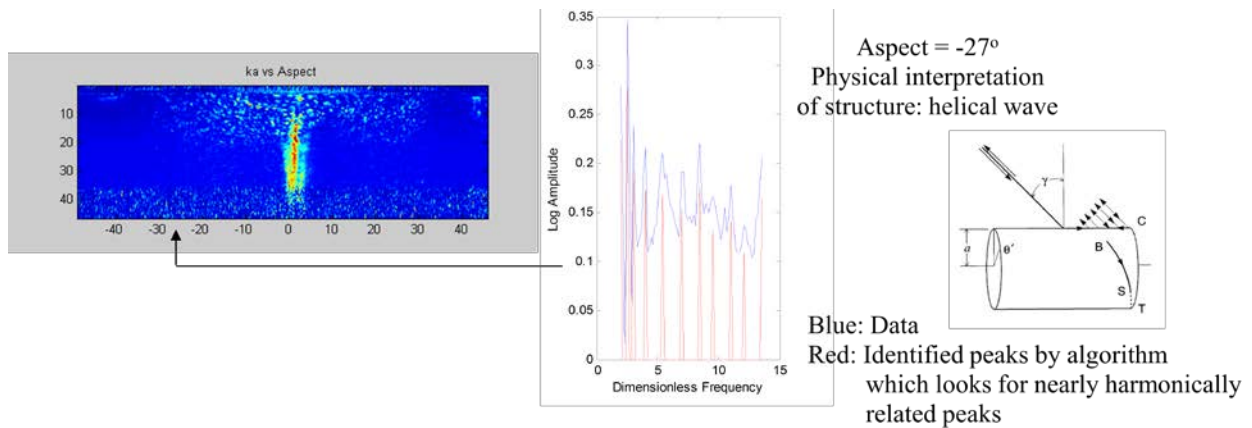 ka vs Aspect
10
20
30
40
-40
-30
-20
-10
0
10
20
30
40
0.35
0.3
0.25
0.2
0.15
0.1
0.05
0
Log Amplitude
0
5
10
15
Dimensionless Frequency
Aspect = -27°
Physical interpretation
of structure: helical wave
γ
C
a
θ′
B
S
T
Blue: Data
Red: Identified peaks by algorithm
which looks for nearly harmonically
related peaks